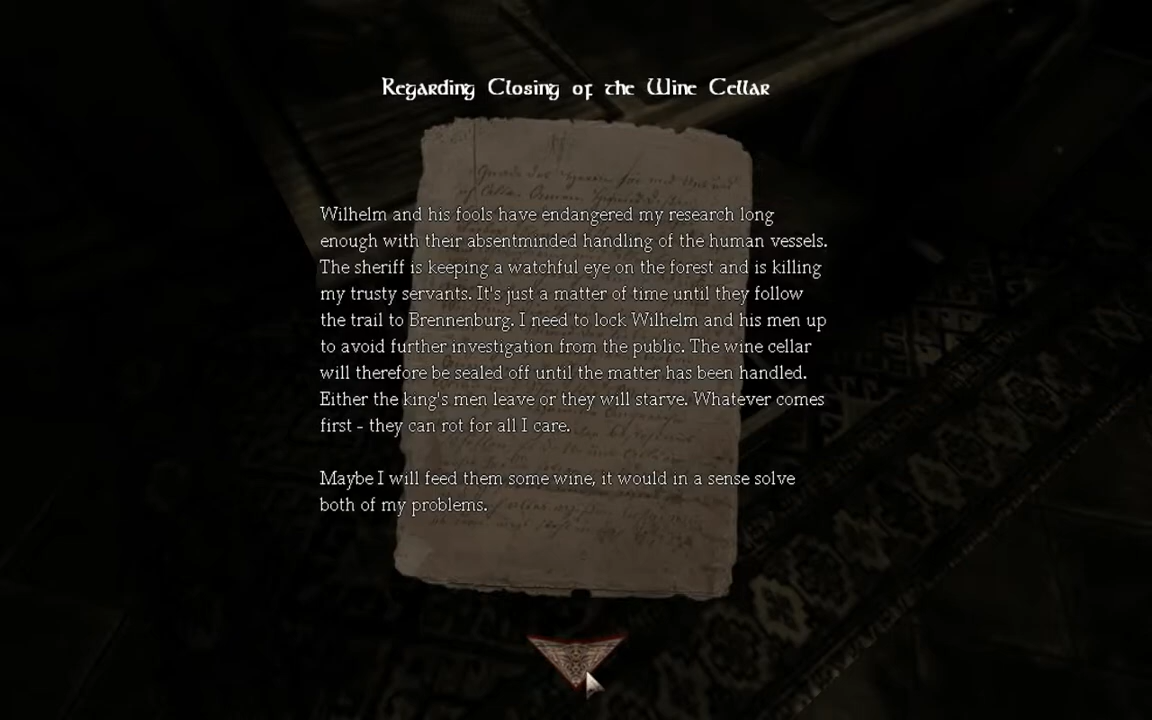 Regarding Closing of the Wine Cellar
Wilhelm and his fools have endangered my research long
enough with their absentminded handling of the human vessels.
The sheriff is keeping a watchful eye on the forest and is killing
my trusty servants. It's just a matter of time until they follow
the trail to Brennenburg. I need to lock Wilhelm and his men up
to avoid further investigation from the public. The wine cellar
will therefore be sealed off until the matter has been handled.
Either the king's men leave or they will starve. Whatever comes
first - they can rot for all I care.
Maybe I will feed them some wine, it would in a sense solve
both of my problems.